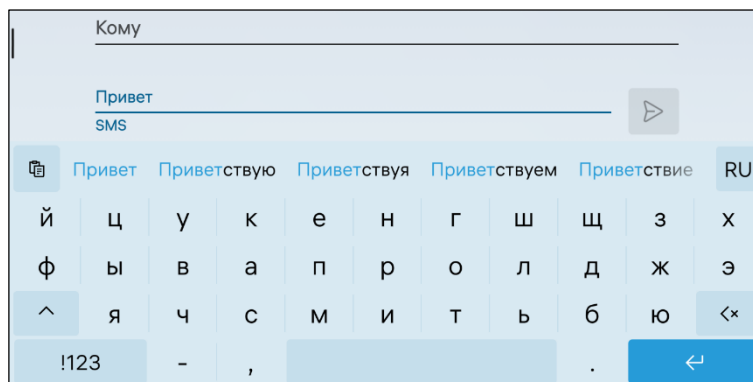 Кому
Привет
SMS
Привет Приветствую Приветствуя Приветствуем Приветствие RU
й ц у к е н г ш щ з х
ф ы в а п р о л д ж э
я ч с м и т ь б ю
!123 - , .